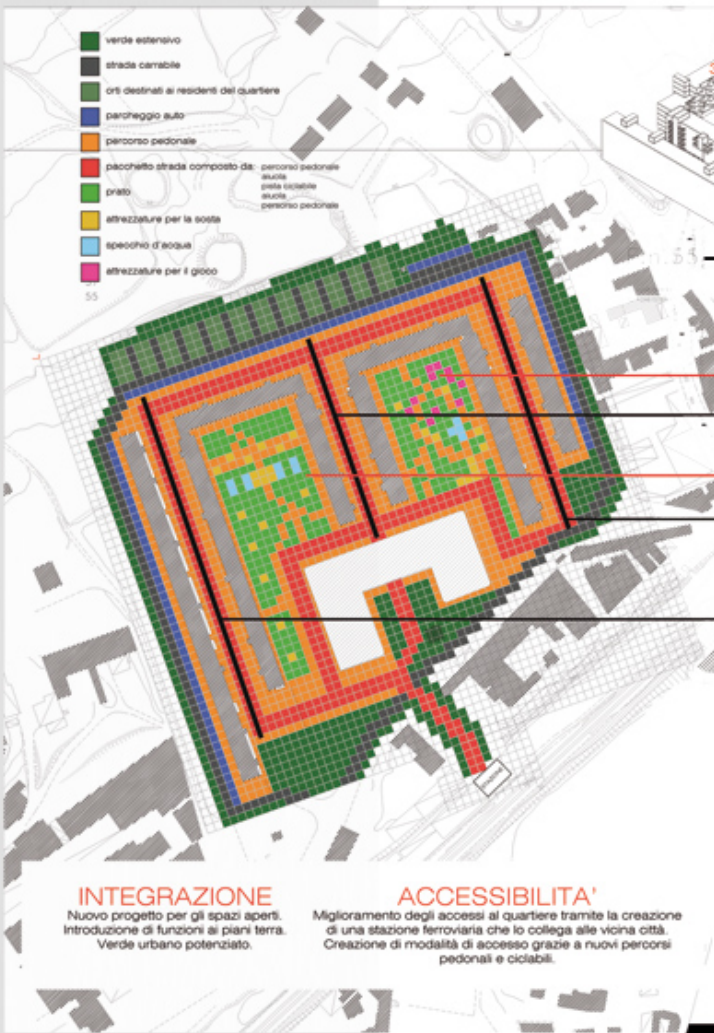 verde estensivo
strada carrabile
orti destinati ai residenti del quartiere
parcheggio auto
percorso pedonale
pacchetto strada composto da: percorso pedonale
aiuola
pista ciclabile
aiuola
persorso pedonale
prato
attrezzature per la sosta
specchio d'acqua
attrezzature per il gioco
55
INTEGRAZIONE
Nuovo progetto per gli spazi aperti.
Introduzione di funzioni ai piani terra.
Verde urbano potenziato.
ACCESSIBILITA'
Miglioramento degli accessi al quartiere tramite la creazione
di una stazione ferroviaria che lo collega alle vicina città.
Creazione di modalità di accesso grazie a nuovi percorsi
pedonali e ciclabili.